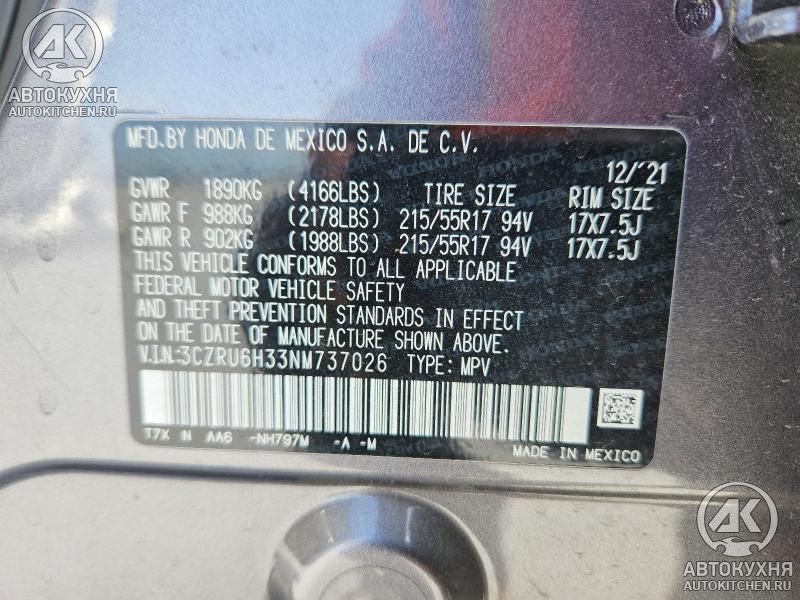 АК
АВТОКУХНЯ
AUTOKITCHEN.RU
MFD.BY HONDA DE MEXICO S.A. DE C.V.
12/'21
GVWR 1890KG (4166LBS) TIRE SIZE RIM SIZE
GAWR F 988KG (2178LBS) 215/55R17 94V 17X7.5J
GAWR R 902KG (1988LBS) 215/55R17 94V 17X7.5J
THIS VEHICLE CONFORMS TO ALL APPLICABLE
FEDERAL MOTOR VEHICLE SAFETY
AND THEFT PREVENTION STANDARDS IN EFFECT
ON THE DATE OF MANUFACTURE SHOWN ABOVE.
V.I.N:3CZRU6H33NM737026 TYPE: MPV
T7X N AA6 -NH797M -A -M
MADE IN MEXICO
АК
АВТОКУХНЯ
AUTOKITCHEN.RU